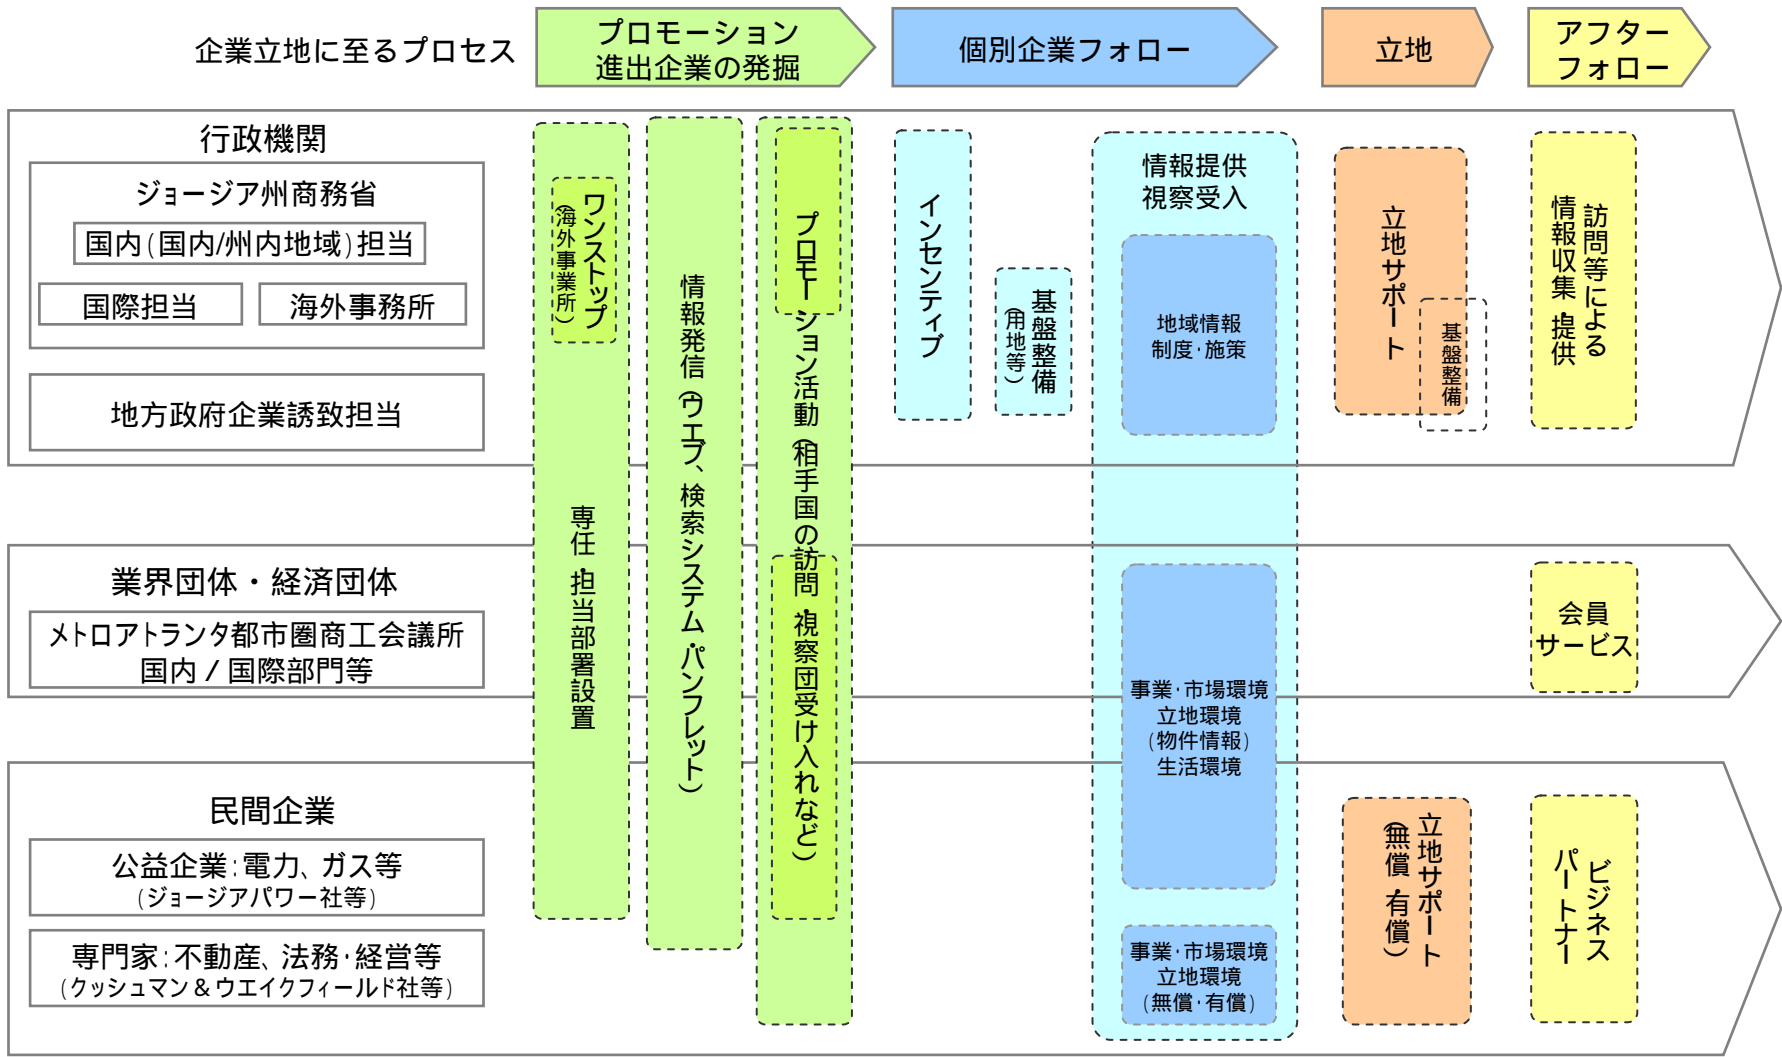 企業立地に至るプロセス
プロモーション
進出企業の発掘
個別企業フォロー
立地
アフター
フォロー
行政機関
ジョージア州商務省
国内(国内/州内地域)担当
国際担当
海外事務所
地方政府企業誘致担当
業界団体・経済団体
メトロアトランタ都市圏商工会議所
国内/国際部門等
民間企業
公益企業:電力、ガス等
(ジョージアパワー社等)
専門家:不動産、法務・経営等
(クッシュマン&ウエイクフィールド社等)
ワンストップ
(海外事業所)
専任・担当部署設置
情報発信(ウエブ、検索システム・パンフレット)
プロモーション活動(相手国の訪問・視察団受け入れなど)
インセンティブ
基盤整備
(用地等)
情報提供
視察受入
地域情報
制度・施策
事業・市場環境
立地環境
(物件情報)
生活環境
事業・市場環境
立地環境
(無償・有償)
立地サポート
基盤整備
立地サポート
(無償・有償)
訪問等による
情報収集・提供
会員
サービス
ビジネス
パートナー